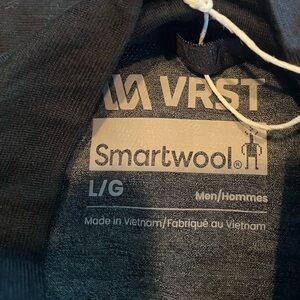 VRST
Smartwool®
L/G
Men/Hommes
Made in Vietnam/Fabriqué au Vietnam